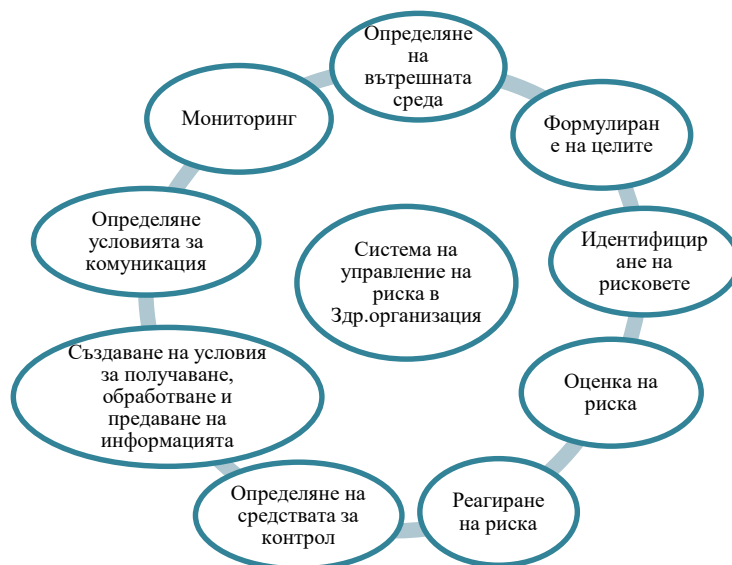 Определяне
на
вътрешната
среда
Формулиран
е на целите
Идентифицир
ане на
рисковете
Оценка на
риска
Реагиране
на риска
Определяне на
средствата за
контрол
Създаване на условия
за получаване,
обработване и
предаване на
информацията
Определяне
условията за
комуникация
Мониторинг
Система на
управление на
риска в
Здр.организация